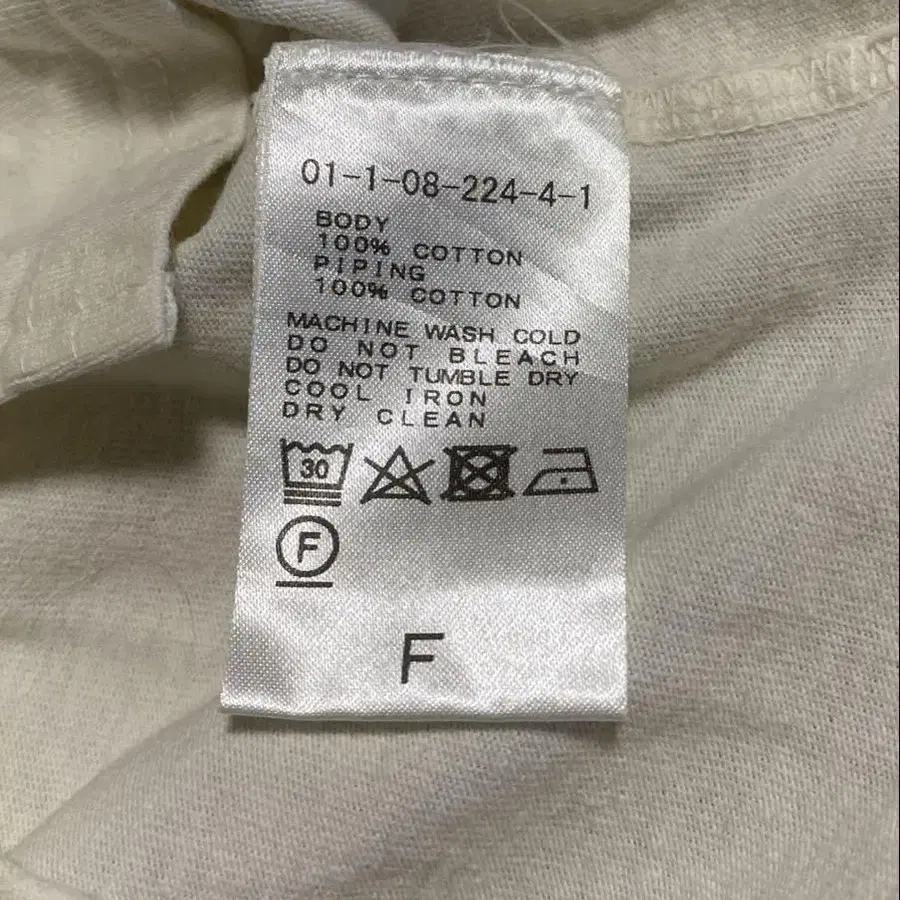 01-1-08-224-4-1
BODY
100% COTTON
PIPING
100% COTTON
MACHINE WASH COLD
DO NOT BLEACH
DO NOT TUMBLE DRY
COOL IRON
DRY CLEAN
30
F
F